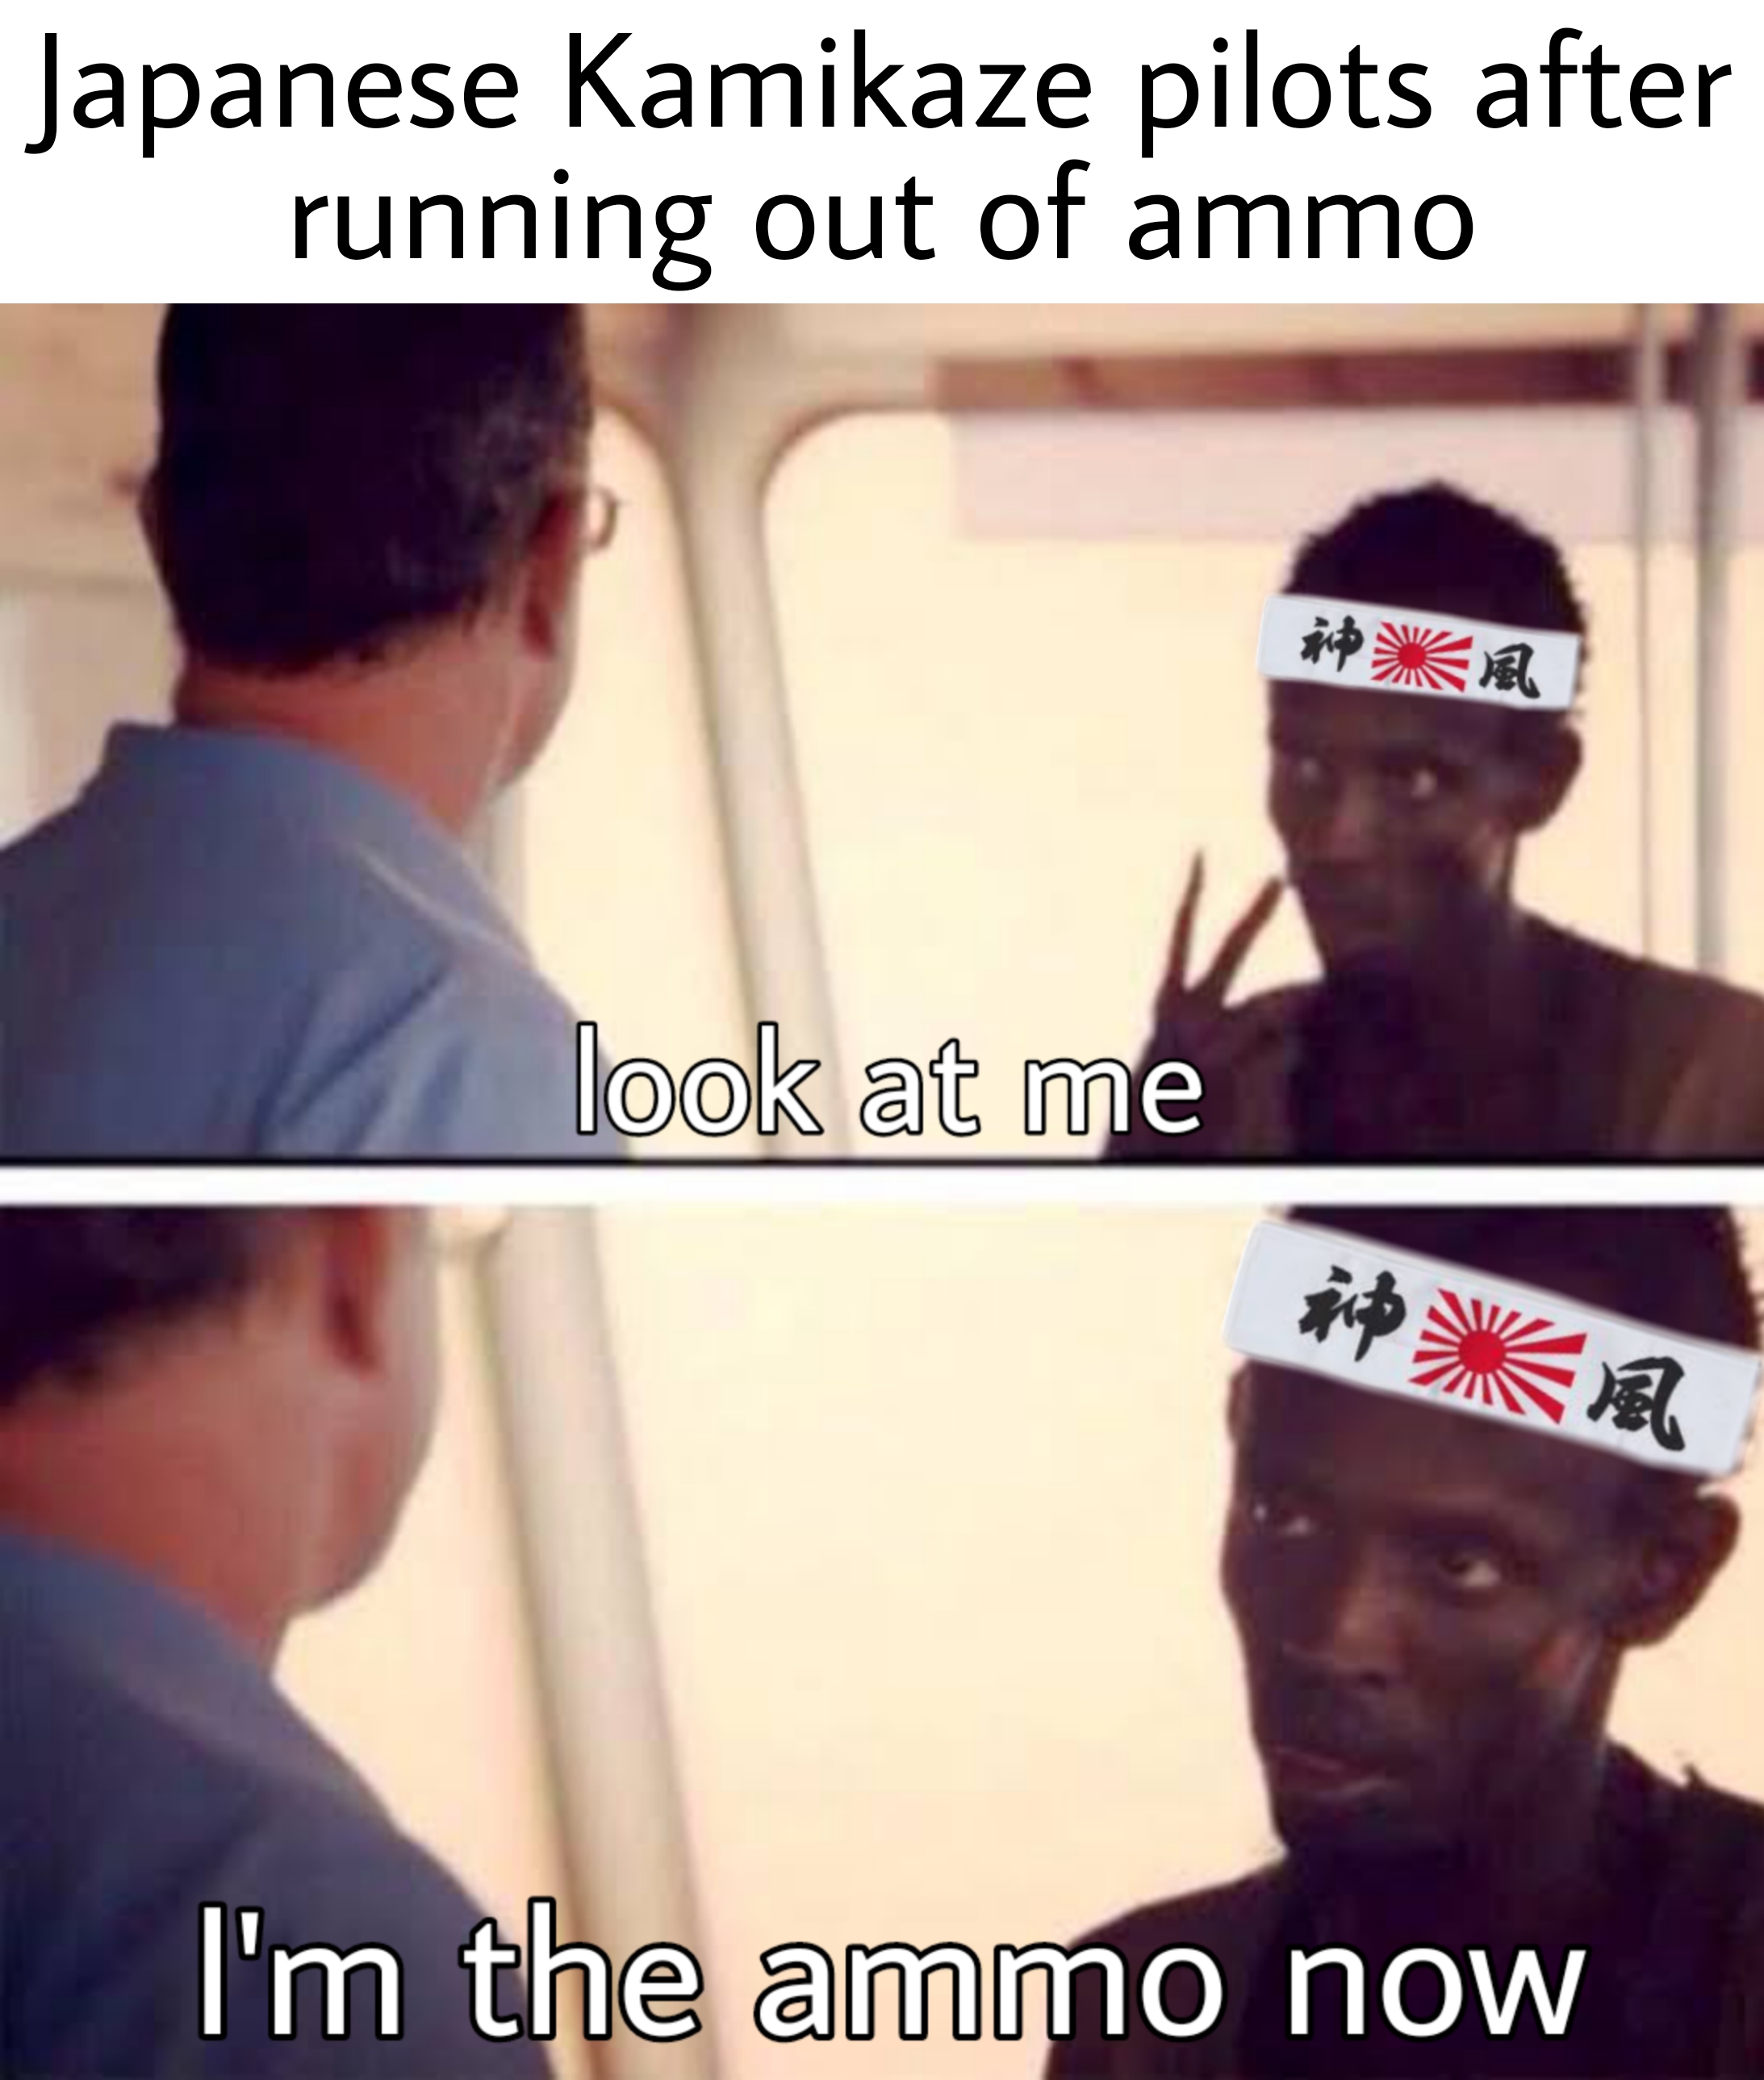 Japanese Kamikaze pilots after
running out of ammo
神 風
look at me
神 風
I'm the ammo now